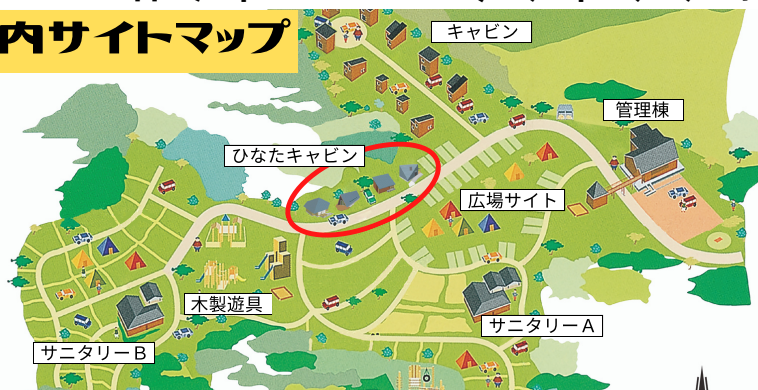 内サイトマップ
キャビン
管理棟
ひなたキャビン
広場サイト
木製遊具
サニタリーA
サニタリーB